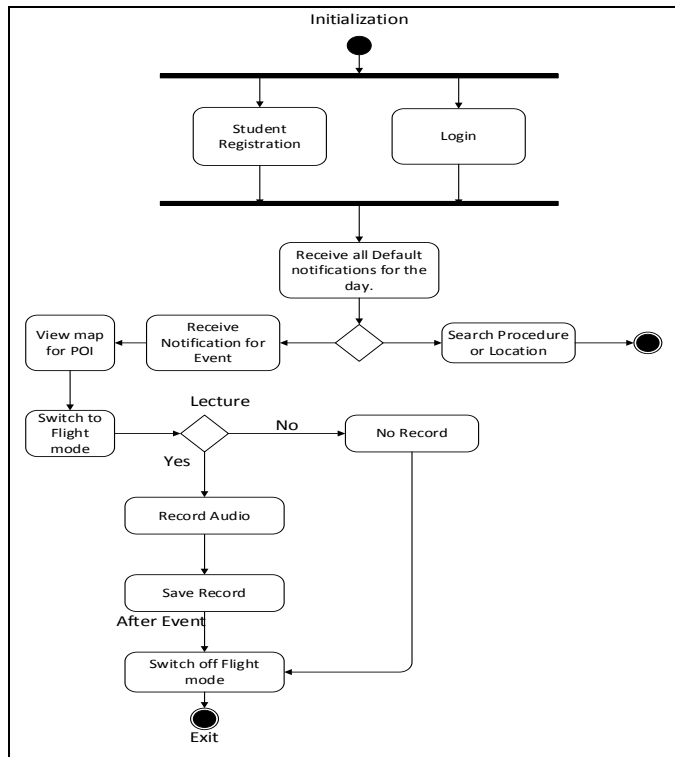 Initialization
Student
Registration
Login
Receive all Default
notifications for the
day.
View map
for POI
Receive
Notification for
Event
Search Procedure
or Location
Switch to
Flight
mode
Lecture
No
No Record
Yes
Record Audio
Save Record
After Event
Switch off Flight
mode
Exit